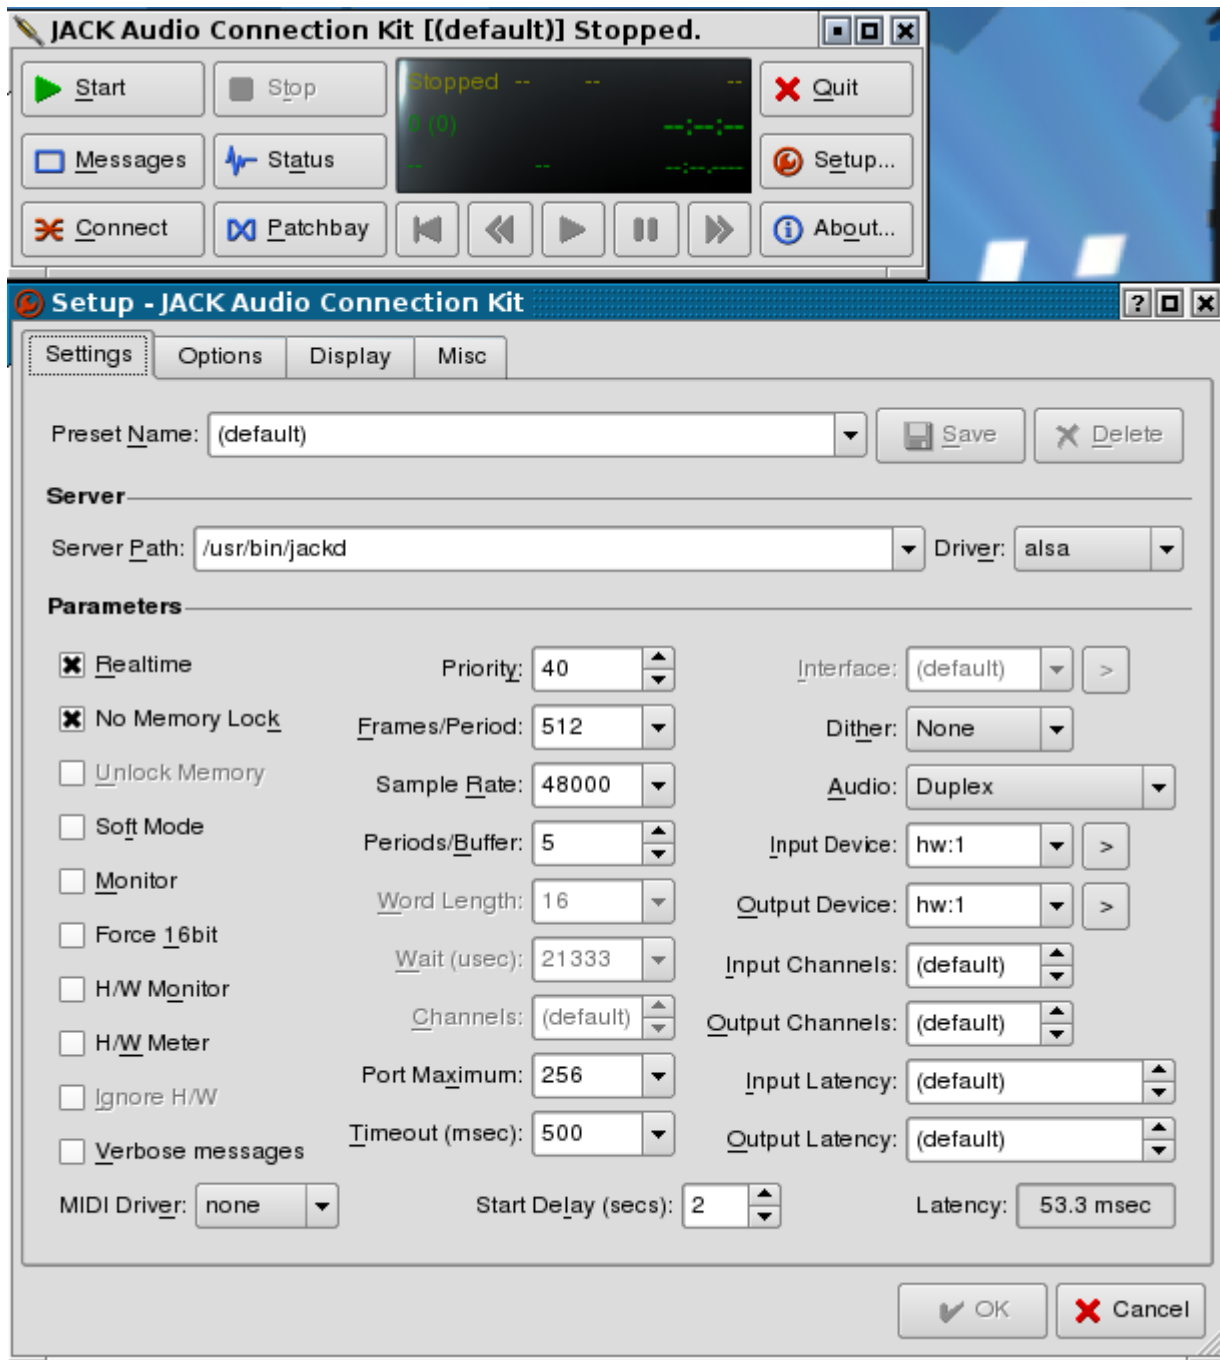 JACK Audio Connection Kit [(default)] Stopped.
Start Stop Stopped -- -- -- Quit
0 (0) --:--:--
Messages Status -- -- --:--.---- Setup...
Connect Patchbay About...
Setup - JACK Audio Connection Kit ?
Settings Options Display Misc
Preset Name: (default) Save Delete
Server
Server Path: /usr/bin/jackd Driver: alsa
Parameters
Realtime Priority: 40 Interface: (default) >
No Memory Lock Frames/Period: 512 Dither: None
Unlock Memory Sample Rate: 48000 Audio: Duplex
Soft Mode Periods/Buffer: 5 Input Device: hw:1 >
Monitor Word Length: 16 Output Device: hw:1 >
Force 16bit Wait (usec): 21333 Input Channels: (default)
H/W Monitor Channels: (default) Output Channels: (default)
H/W Meter Port Maximum: 256 Input Latency: (default)
Ignore H/W Timeout (msec): 500 Output Latency: (default)
Verbose messages
MIDI Driver: none Start Delay (secs): 2 Latency: 53.3 msec
OK Cancel